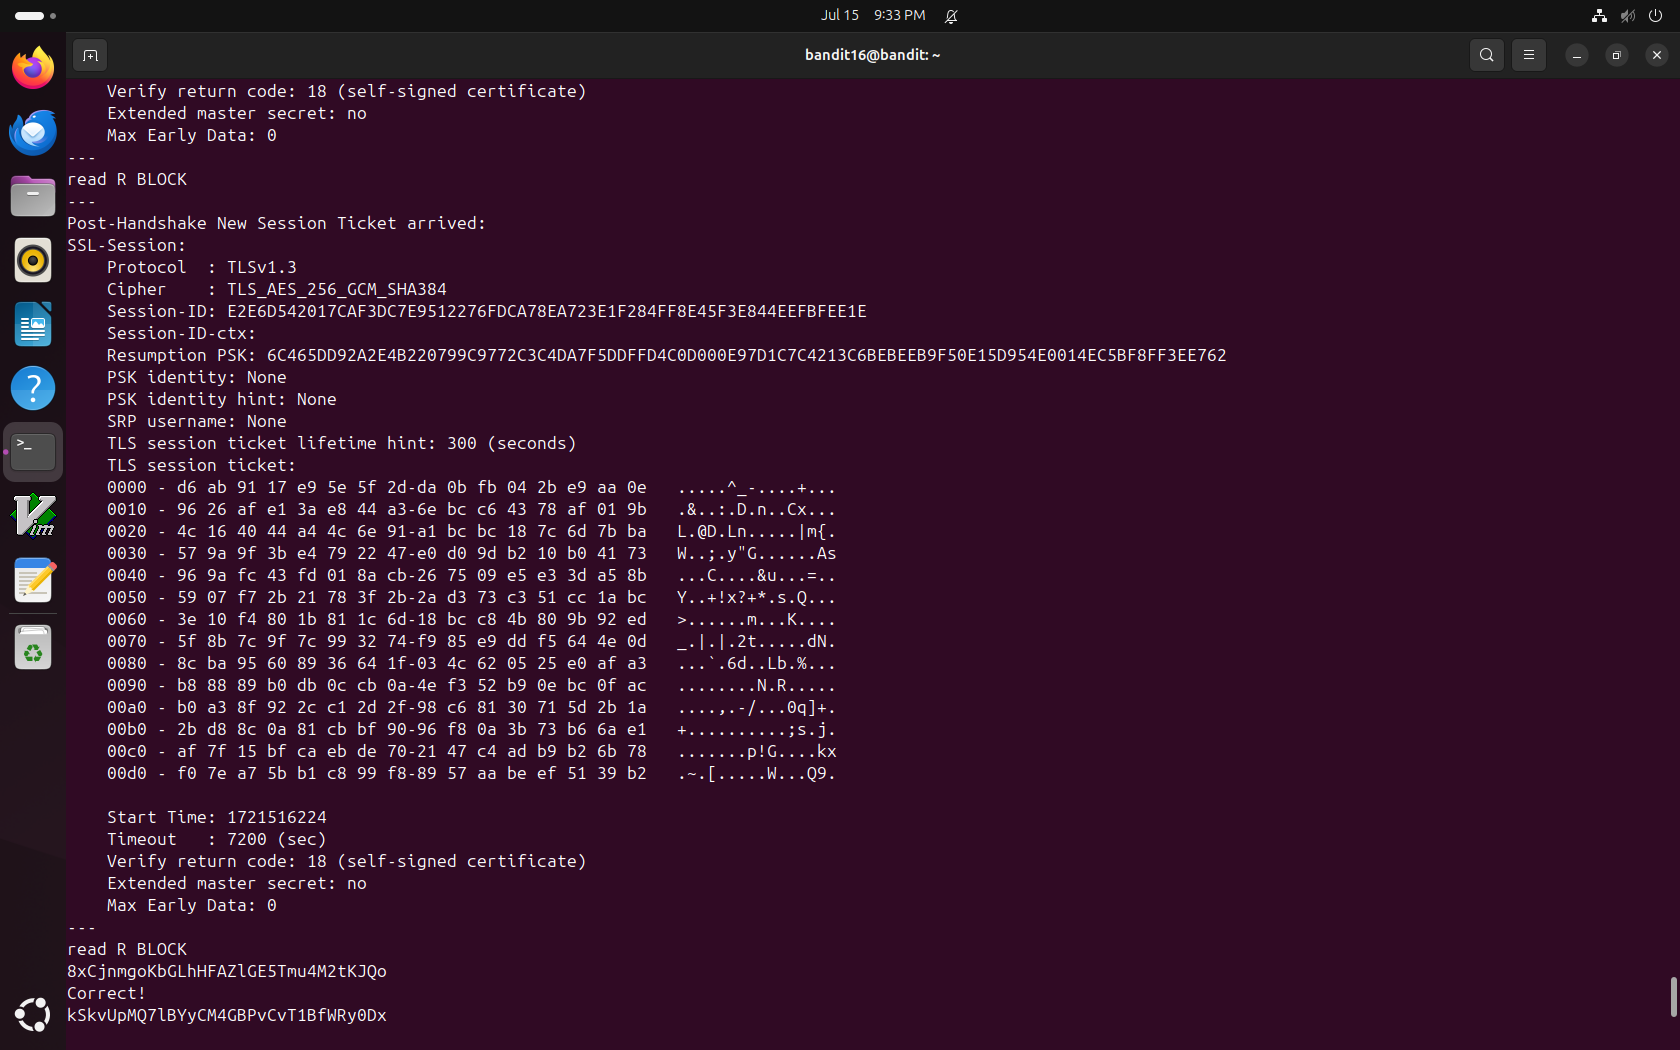 Jul 15 9:33 PM
bandit16@bandit: ~
    Verify return code: 18 (self-signed certificate)
    Extended master secret: no
    Max Early Data: 0
---
read R BLOCK
---
Post-Handshake New Session Ticket arrived:
SSL-Session:
    Protocol  : TLSv1.3
    Cipher    : TLS_AES_256_GCM_SHA384
    Session-ID: E2E6D542017CAF3DC7E9512276FDCA78EA723E1F284FF8E45F3E844EEFBFEE1E
    Session-ID-ctx:
    Resumption PSK: 6C465DD92A2E4B220799C9772C3C4DA7F5DDFFD4C0D000E97D1C7C4213C6BEBEEB9F50E15D954E0014EC5BF8FF3EE762
    PSK identity: None
    PSK identity hint: None
    SRP username: None
    TLS session ticket lifetime hint: 300 (seconds)
    TLS session ticket:
    0000 - d6 ab 91 17 e9 5e 5f 2d-da 0b fb 04 2b e9 aa 0e   .....^_-....+...
    0010 - 96 26 af e1 3a e8 44 a3-6e bc c6 43 78 af 01 9b   .&..:.D.n..Cx...
    0020 - 4c 16 40 44 a4 4c 6e 91-a1 bc bc 18 7c 6d 7b ba   L.@D.Ln.....|m{.
    0030 - 57 9a 9f 3b e4 79 22 47-e0 d0 9d b2 10 b0 41 73   W..;.y"G......As
    0040 - 96 9a fc 43 fd 01 8a cb-26 75 09 e5 e3 3d a5 8b   ...C....&u...=..
    0050 - 59 07 f7 2b 21 78 3f 2b-2a d3 73 c3 51 cc 1a bc   Y..+!x?+*.s.Q...
    0060 - 3e 10 f4 80 1b 81 1c 6d-18 bc c8 4b 80 9b 92 ed   >......m...K....
    0070 - 5f 8b 7c 9f 7c 99 32 74-f9 85 e9 dd f5 64 4e 0d   _.|.|.2t.....dN.
    0080 - 8c ba 95 60 89 36 64 1f-03 4c 62 05 25 e0 af a3   ...`.6d..Lb.%...
    0090 - b8 88 89 b0 db 0c cb 0a-4e f3 52 b9 0e bc 0f ac   ........N.R.....
    00a0 - b0 a3 8f 92 2c c1 2d 2f-98 c6 81 30 71 5d 2b 1a   ....,.-/...0q]+.
    00b0 - 2b d8 8c 0a 81 cb bf 90-96 f8 0a 3b 73 b6 6a e1   +..........;s.j.
    00c0 - af 7f 15 bf ca eb de 70-21 47 c4 ad b9 b2 6b 78   .......p!G....kx
    00d0 - f0 7e a7 5b b1 c8 99 f8-89 57 aa be ef 51 39 b2   .~.[.....W...Q9.

    Start Time: 1721516224
    Timeout   : 7200 (sec)
    Verify return code: 18 (self-signed certificate)
    Extended master secret: no
    Max Early Data: 0
---
read R BLOCK
8xCjnmgoKbGLhHFAZlGE5Tmu4M2tKJQo
Correct!
kSkvUpMQ7lBYyCM4GBPvCvT1BfWRy0Dx